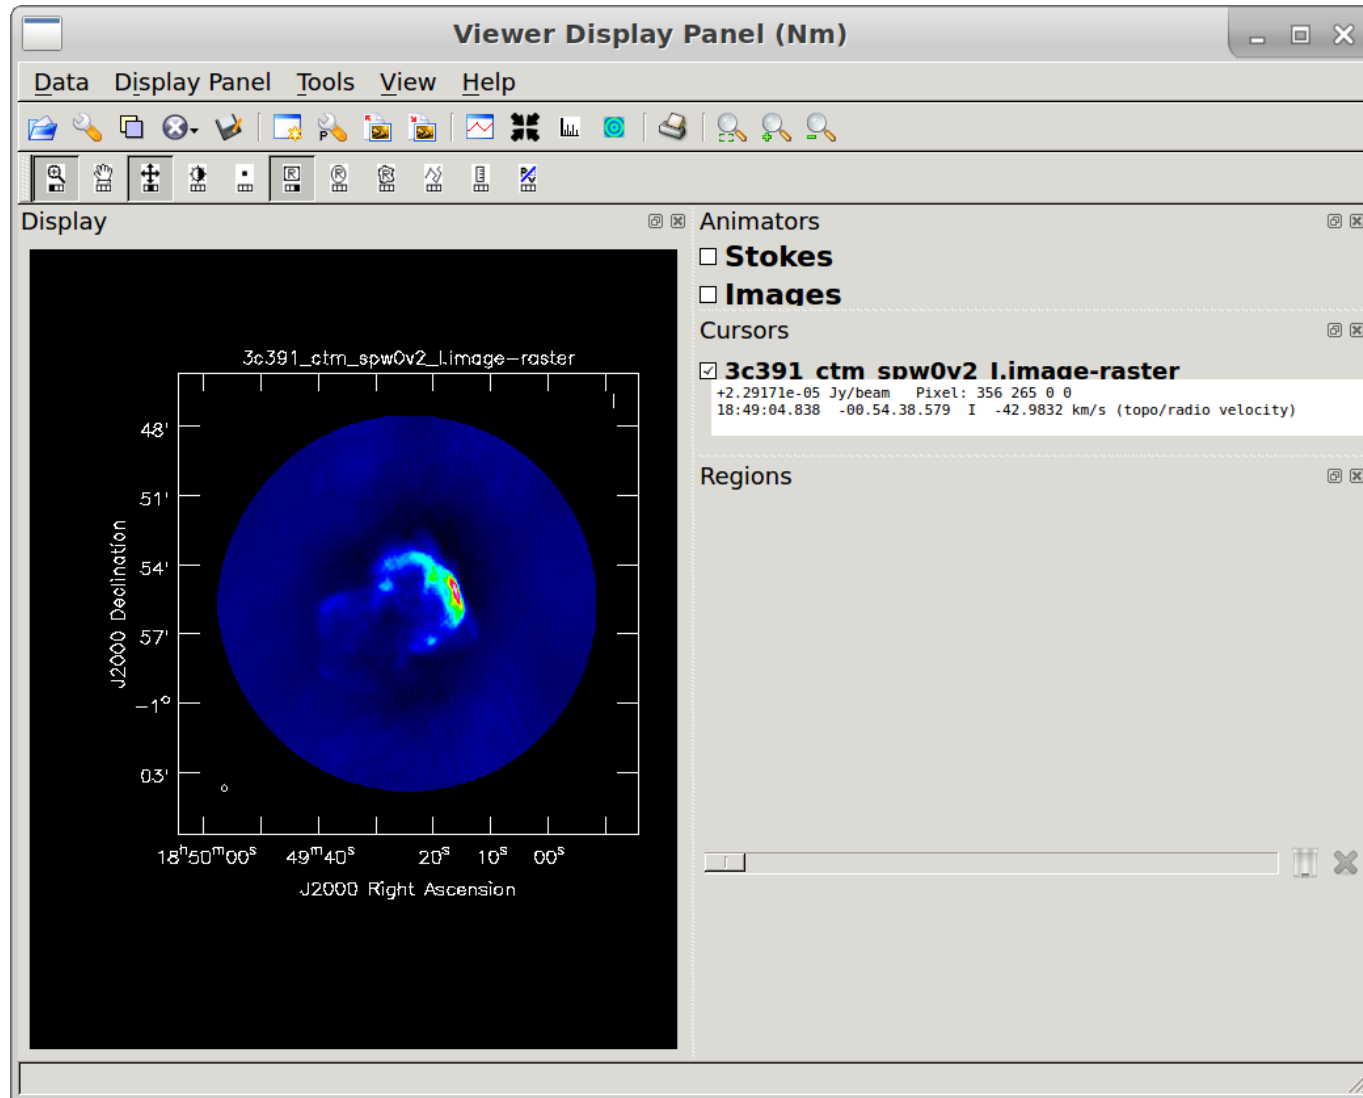 Viewer Display Panel (Nm)
Data Display Panel Tools View Help
Display
Animators
Stokes
Images
Cursors
3c391_ctm_spw0v2_I.image-raster
+2.29171e-05 Jy/beam Pixel: 356 265 0 0
18:49:04.838 -00.54.38.579 I -42.9832 km/s (topo/radio velocity)
Regions
3c391_ctm_spw0v2_I.image-raster
I
48'
51'
54'
57'
-1°
03'
J2000 Declination
18ʰ50ᵐ00ˢ 49ᵐ40ˢ 20ˢ 10ˢ 00ˢ
J2000 Right Ascension